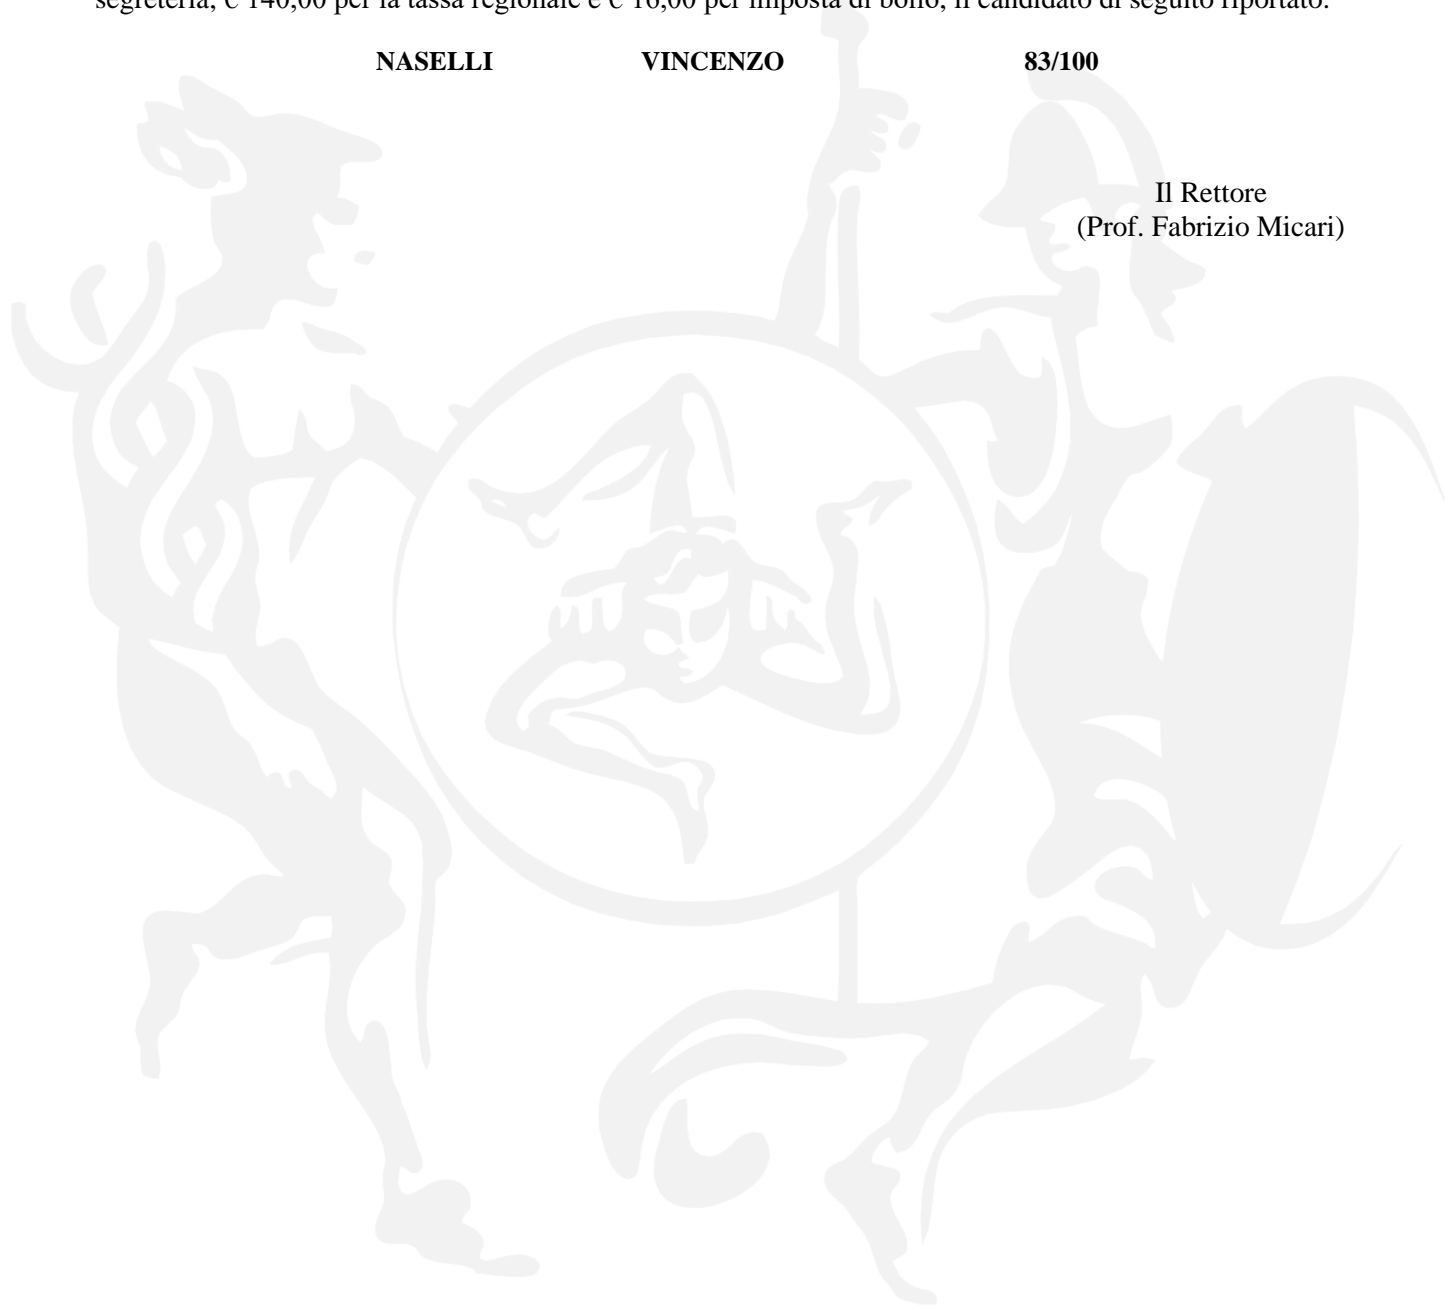 segreteria, € 140,00 per la tassa regionale e € 16,00 per imposta di bollo, il candidato di seguito riportato:
NASELLI VINCENZO 83/100
Il Rettore
(Prof. Fabrizio Micari)